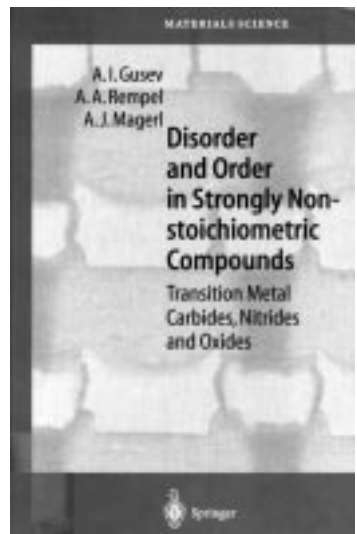 MATERIALS SCIENCE
A. I. Gusev
A. A. Rempel
A. J. Magerl
Disorder
and Order
in Strongly Non-
stoichiometric
Compounds
Transition Metal
Carbides, Nitrides
and Oxides
Springer